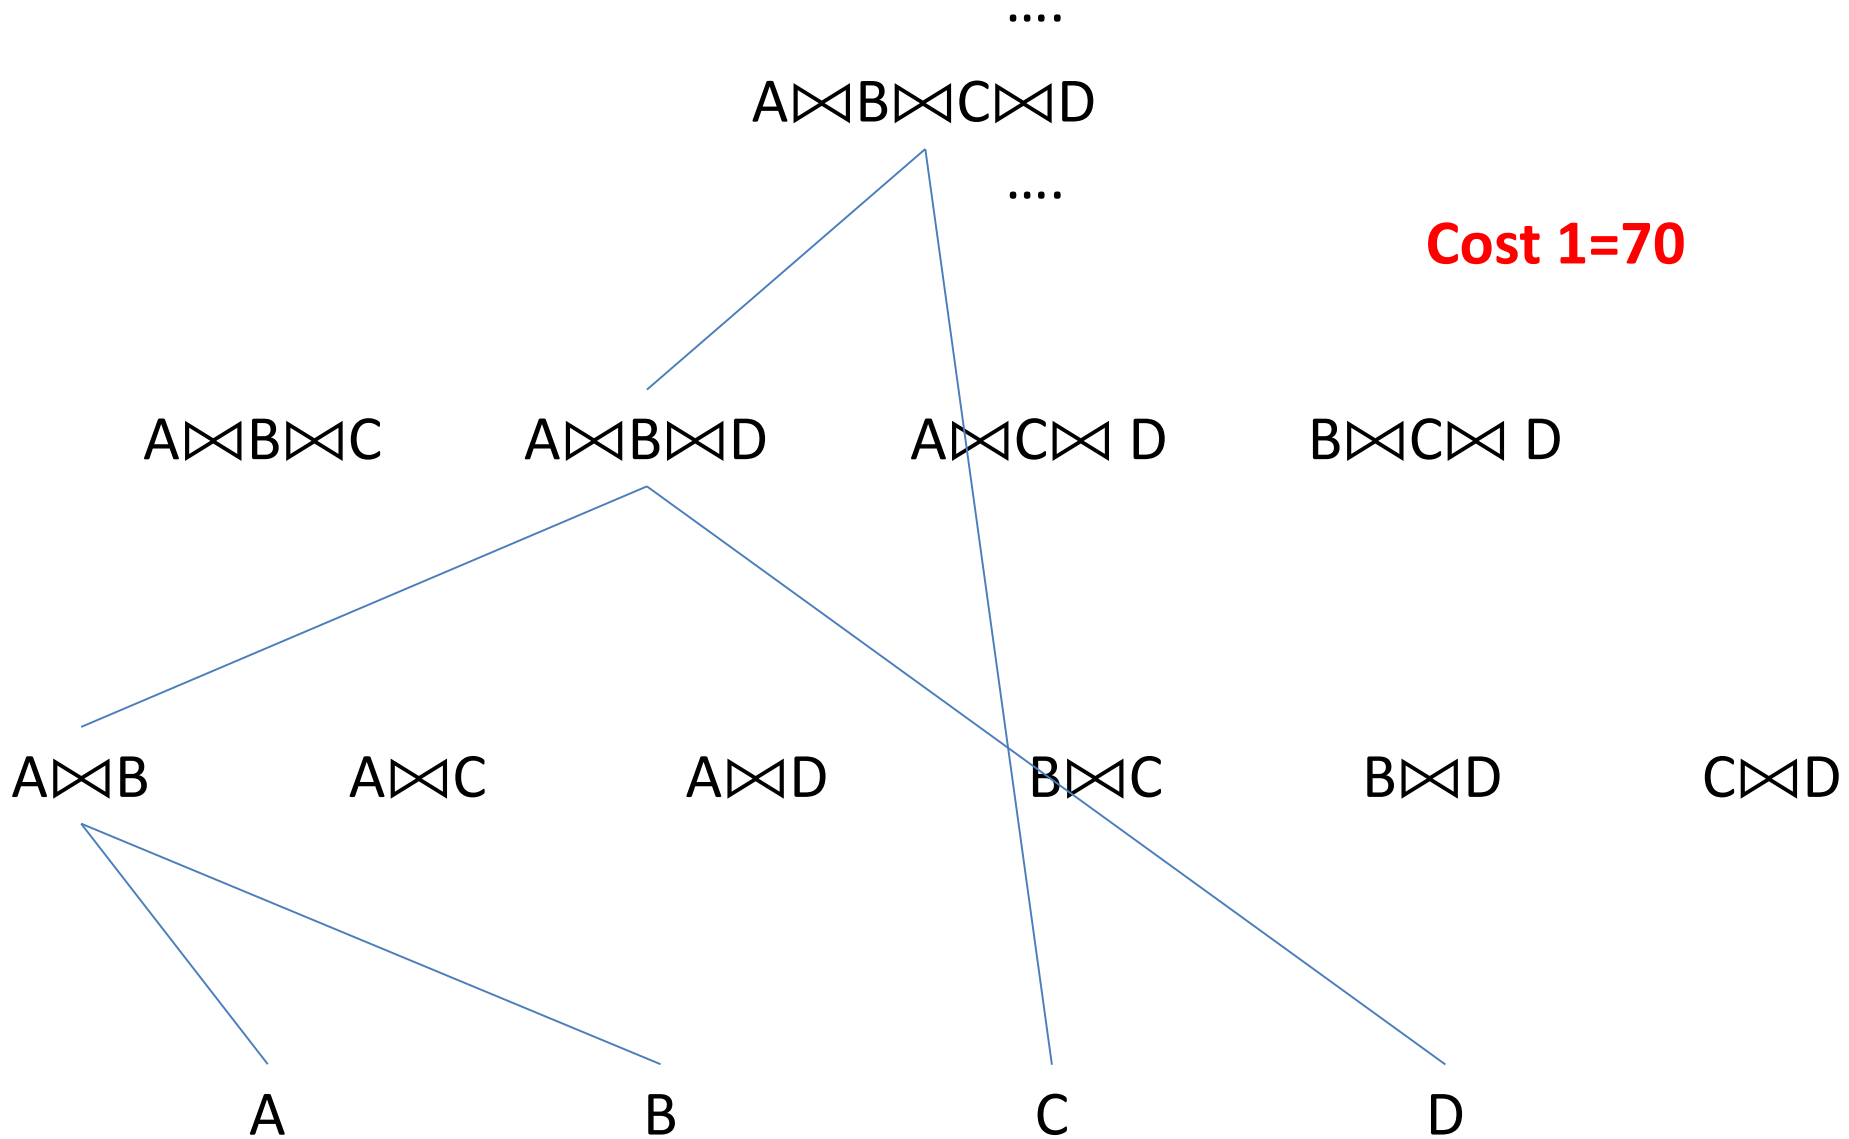 ....
A⋈B⋈C⋈D
....
Cost 1=70
A⋈B⋈C A⋈B⋈D A⋈C⋈ D B⋈C⋈ D
A⋈B A⋈C A⋈D B⋈C B⋈D C⋈D
A B C D